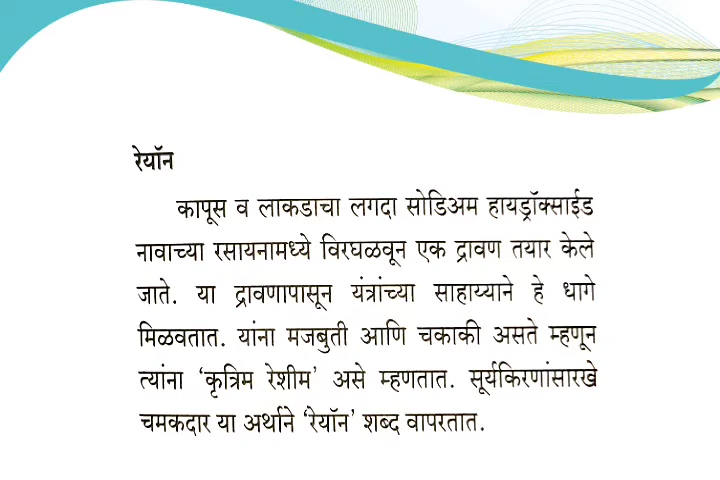 रेयॉन
कापूस व लाकडाचा लगदा सोडिअम हायड्रॉक्साईड
नावाच्या रसायनामध्ये विरघळवून एक द्रावण तयार केले
जाते. या द्रावणापासून यंत्रांच्या साहाय्याने हे धागे
मिळवतात. यांना मजबुती आणि चकाकी असते म्हणून
त्यांना ‘कृत्रिम रेशीम’ असे म्हणतात. सूर्यकिरणांसारखे
चमकदार या अर्थाने ‘रेयॉन’ शब्द वापरतात.